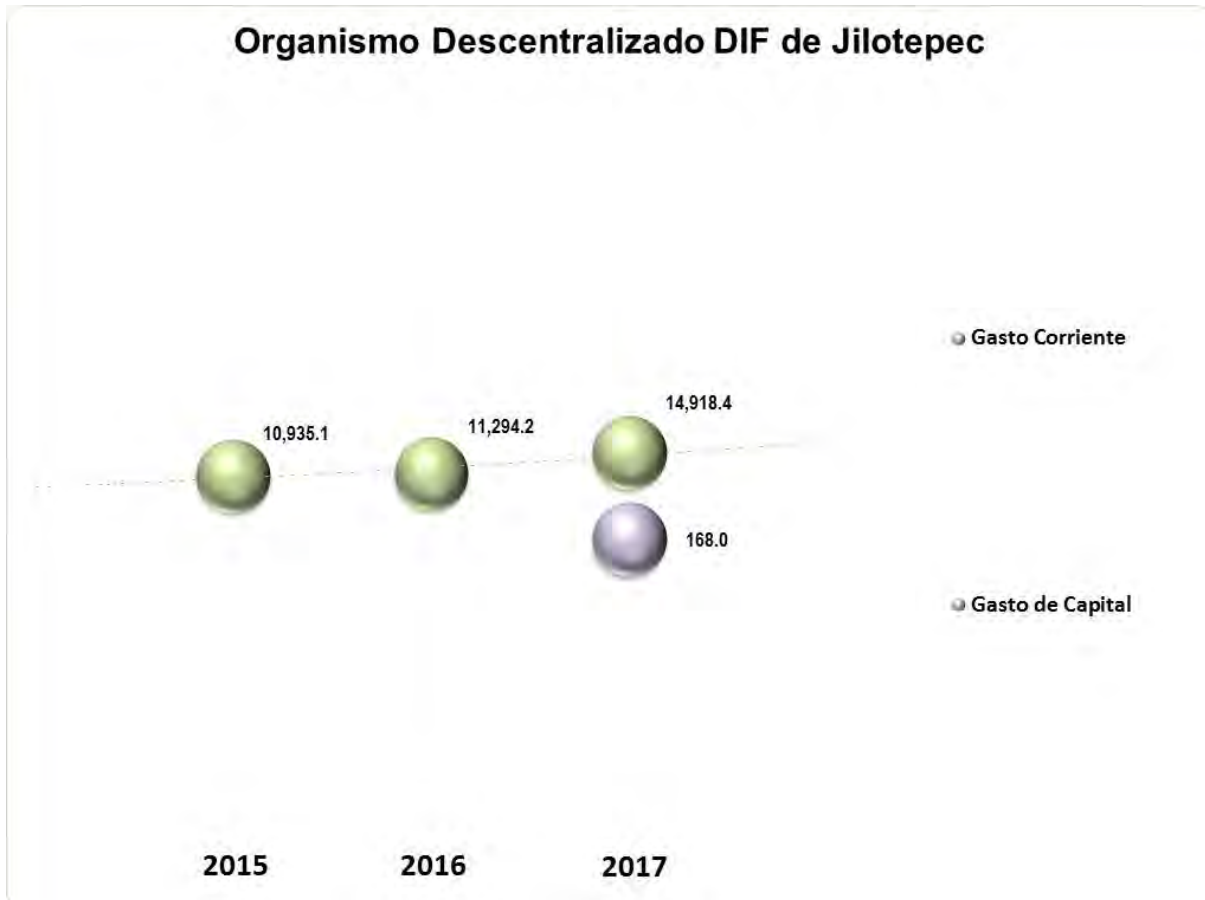 Organismo Descentralizado DIF de Jilotepec
Gasto Corriente
14,918.4
10,935.1
11,294.2
168.0
Gasto de Capital
2015
2016
2017